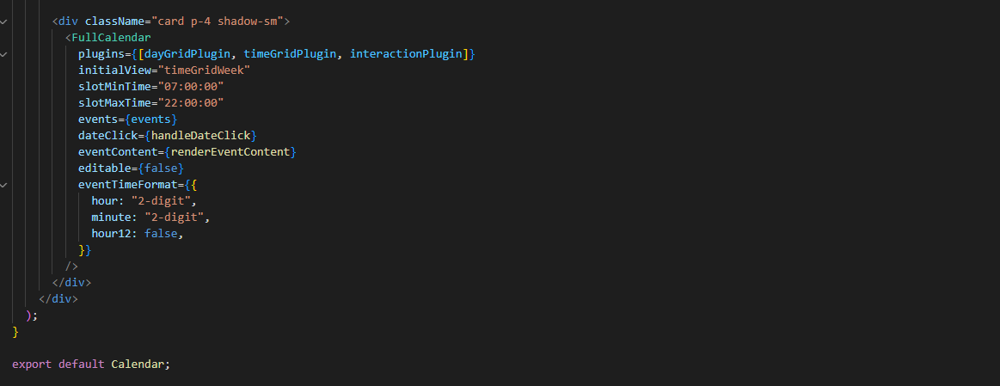 <div className="card p-4 shadow-sm">
<FullCalendar
plugins={[dayGridPlugin, timeGridPlugin, interactionPlugin]}
initialView="timeGridWeek"
slotMinTime="07:00:00"
slotMaxTime="22:00:00"
events={events}
dateClick={handleDateClick}
eventContent={renderEventContent}
editable={false}
eventTimeFormat={{
hour: "2-digit",
minute: "2-digit",
hour12: false,
}}
/>
</div>
</div>
);
}
export default Calendar;